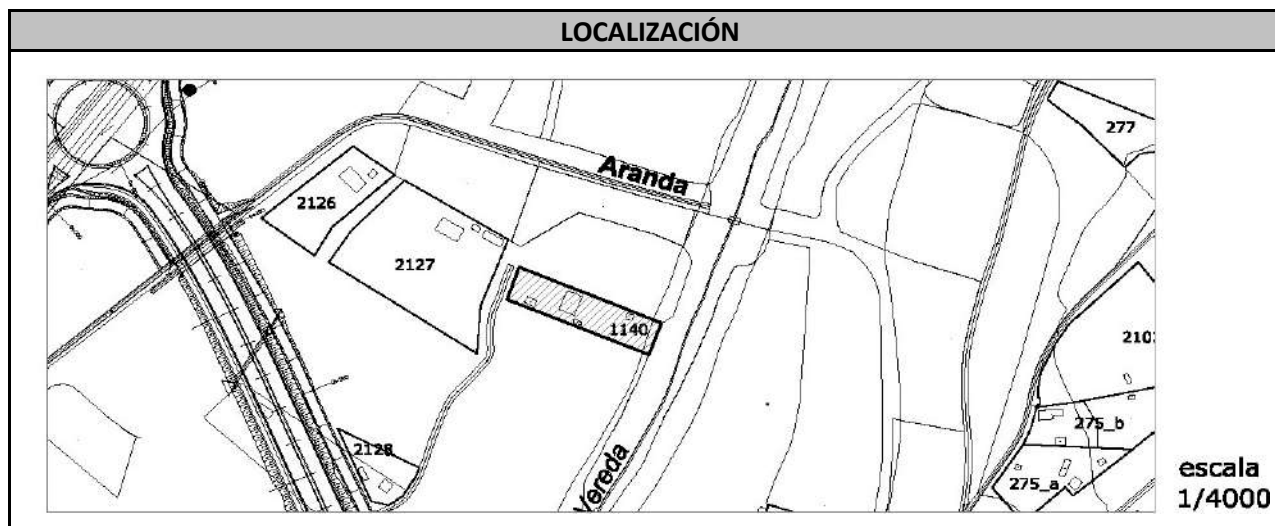 LOCALIZACIÓN
277
Aranda
2126
2127
1140
2128
Vereda
275_b
275_a
escala
1/4000